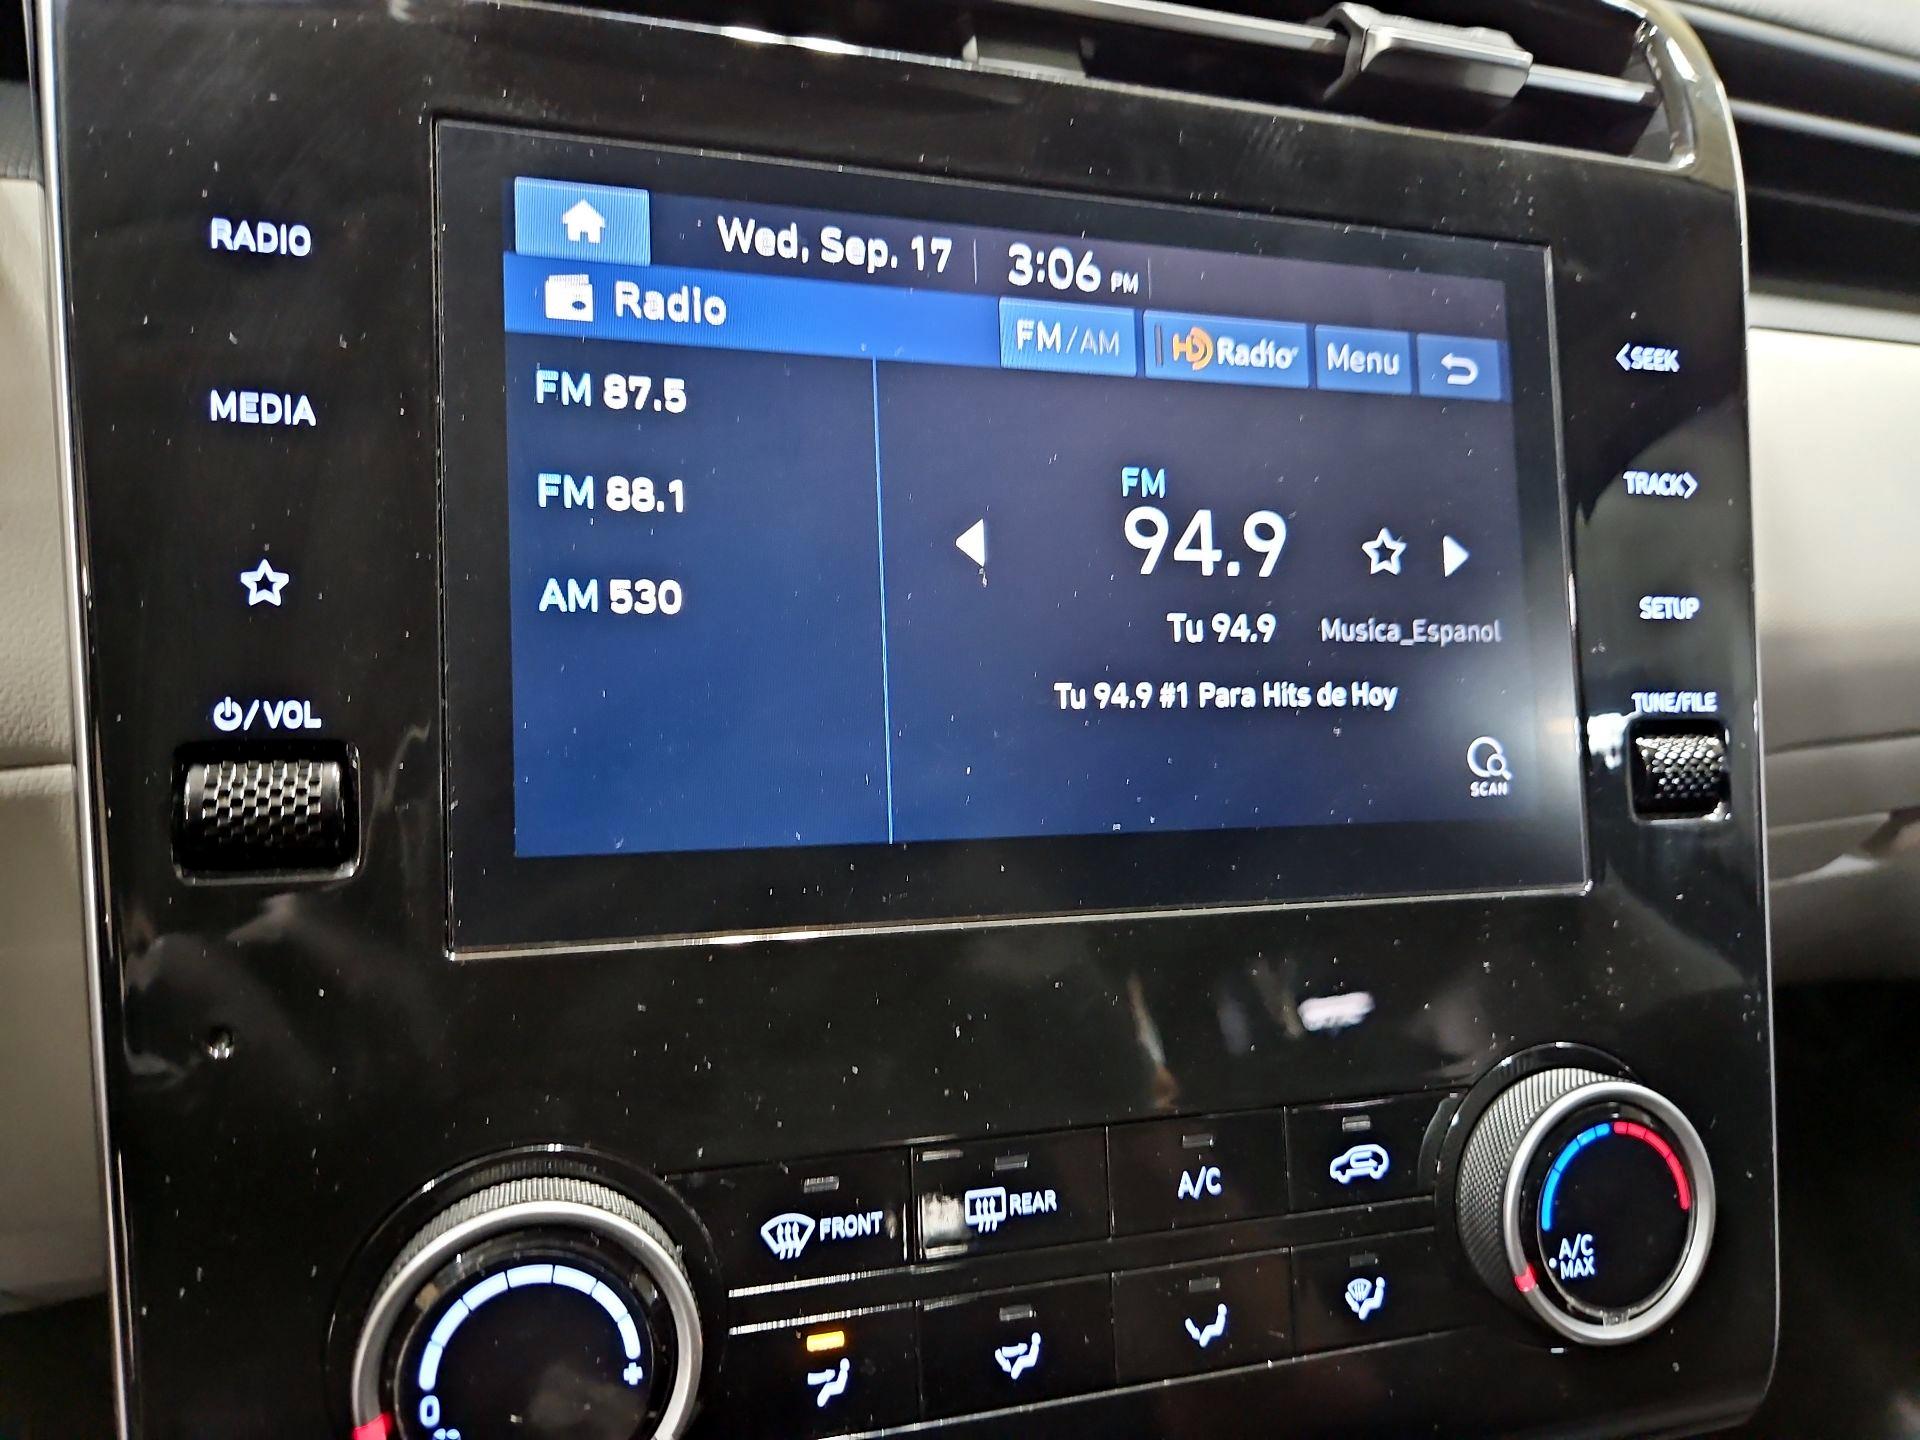 RADIO
MEDIA
/ VOL
Wed, Sep. 17 3:06 PM
Radio
FM/AM HD Radio Menu
FM 87.5
FM 88.1
AM 530
FM
94.9
Tu 94.9 Musica_Espanol
Tu 94.9 #1 Para Hits de Hoy
SCAN
<SEEK
TRACK>
SETUP
TUNE/FILE
FRONT
REAR
A/C
A/C
MAX
+
0